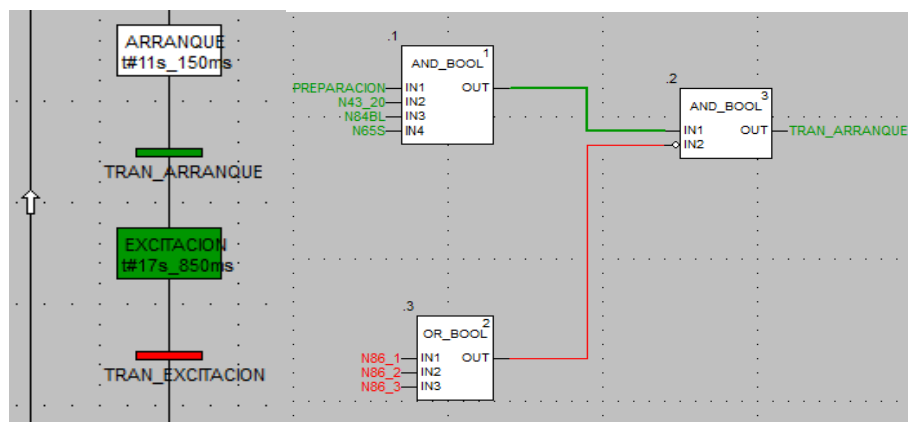 ARRANQUE
t#11s_150ms
TRAN_ARRANQUE
EXCITACION
t#17s_850ms
TRAN_EXCITACION
.1
1
AND_BOOL
PREPARACION IN1 OUT
N43_20 IN2
N84BL IN3
N65S IN4
.2
3
AND_BOOL
IN1 OUT TRAN_ARRANQUE
IN2
.3
2
OR_BOOL
N86_1 IN1 OUT
N86_2 IN2
N86_3 IN3